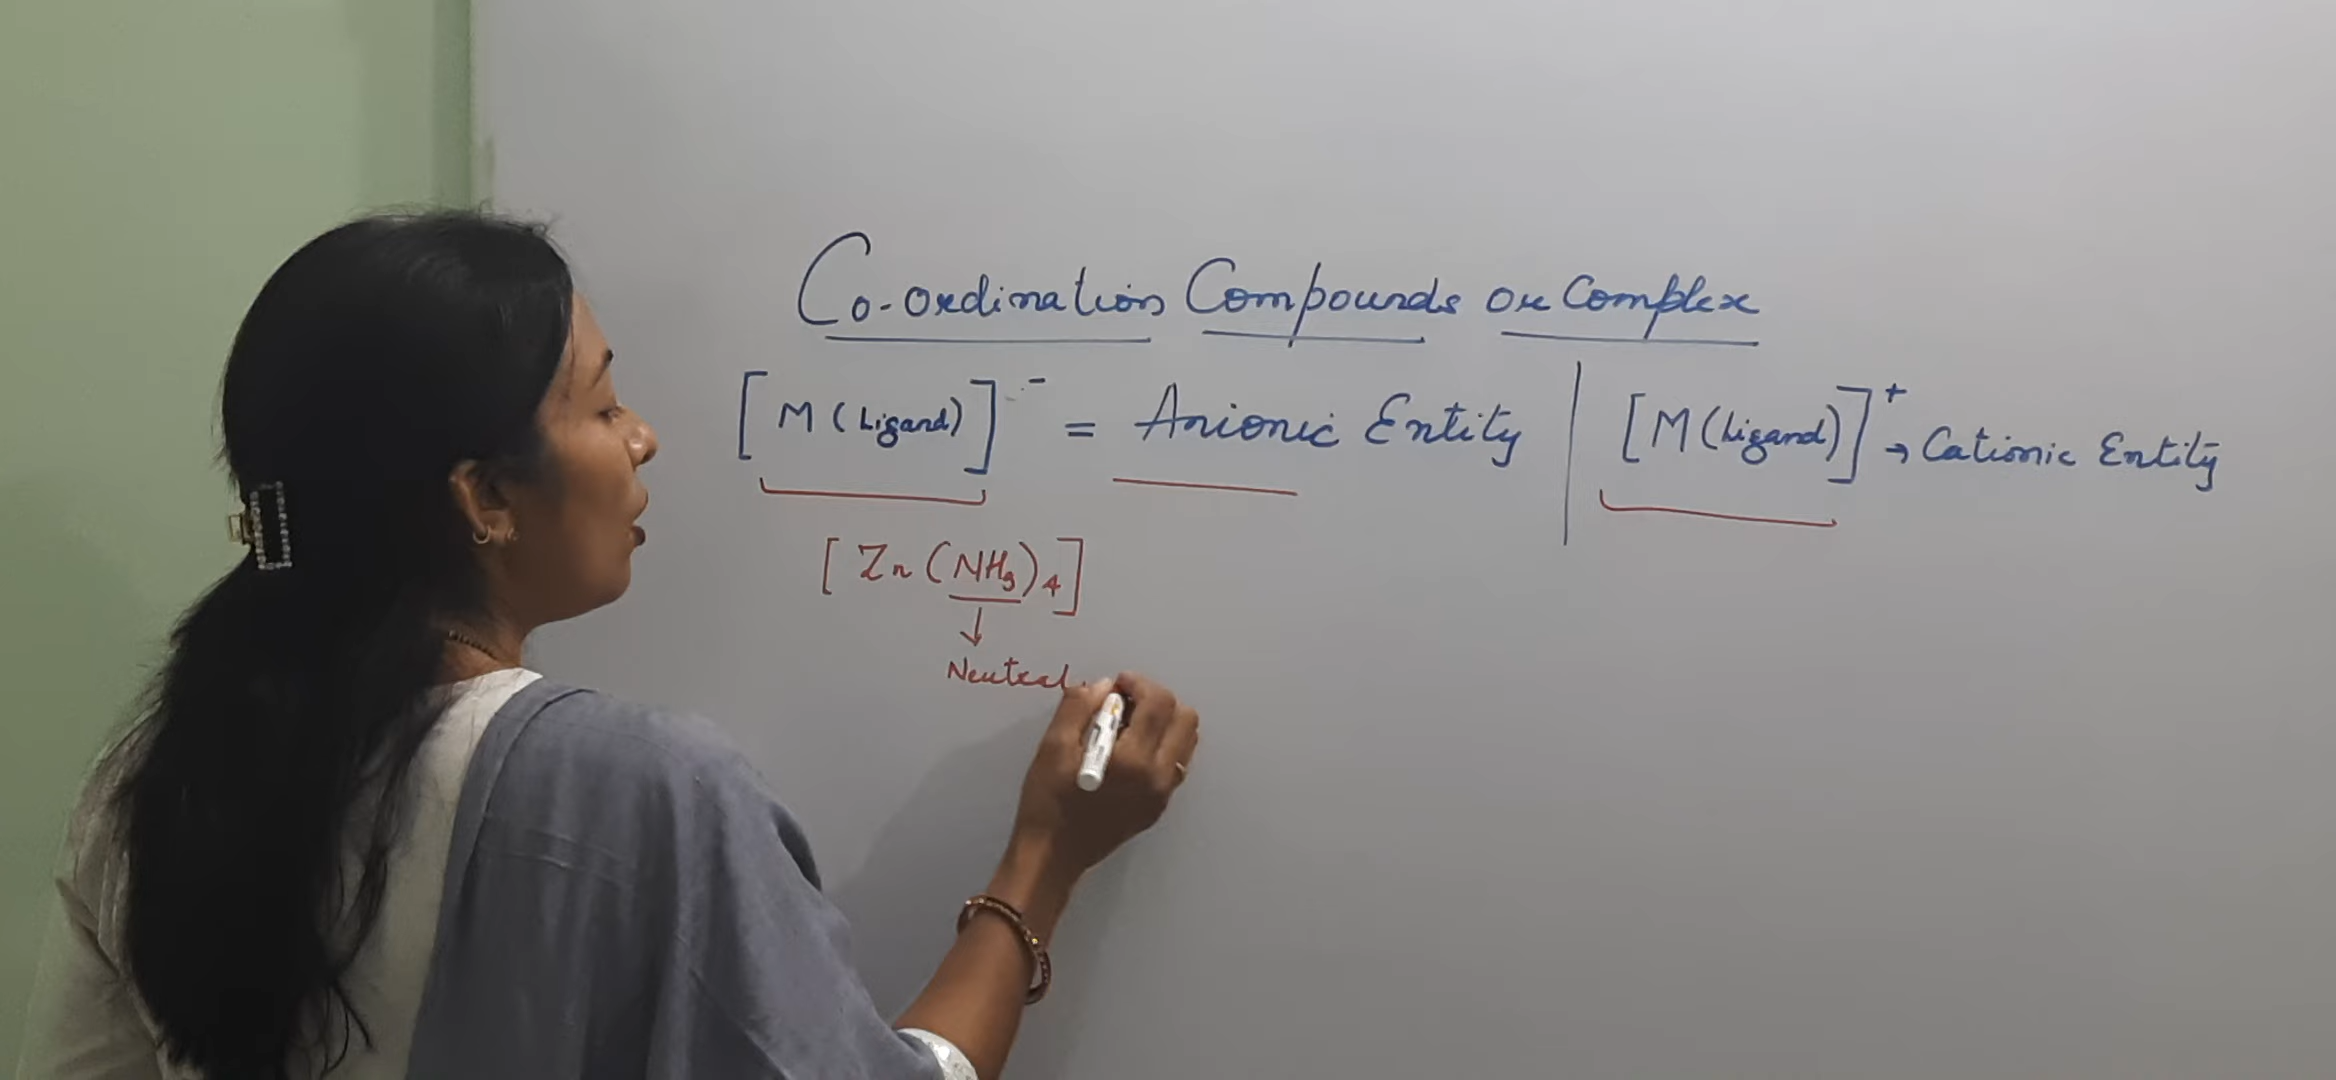 Co-ordination Compounds or Complex
[M (Ligand)]⁻ = Anionic Entity | [M (Ligand)]⁺ → Cationic Entity
[Zn (NH₃)₄]
↓
Neutral